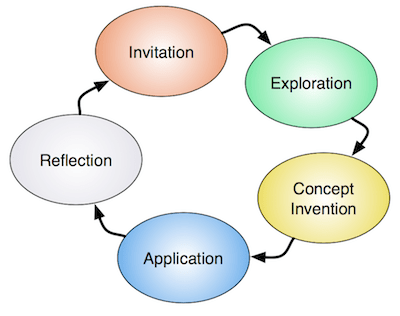 Invitation
Exploration
Concept
Invention
Application
Reflection